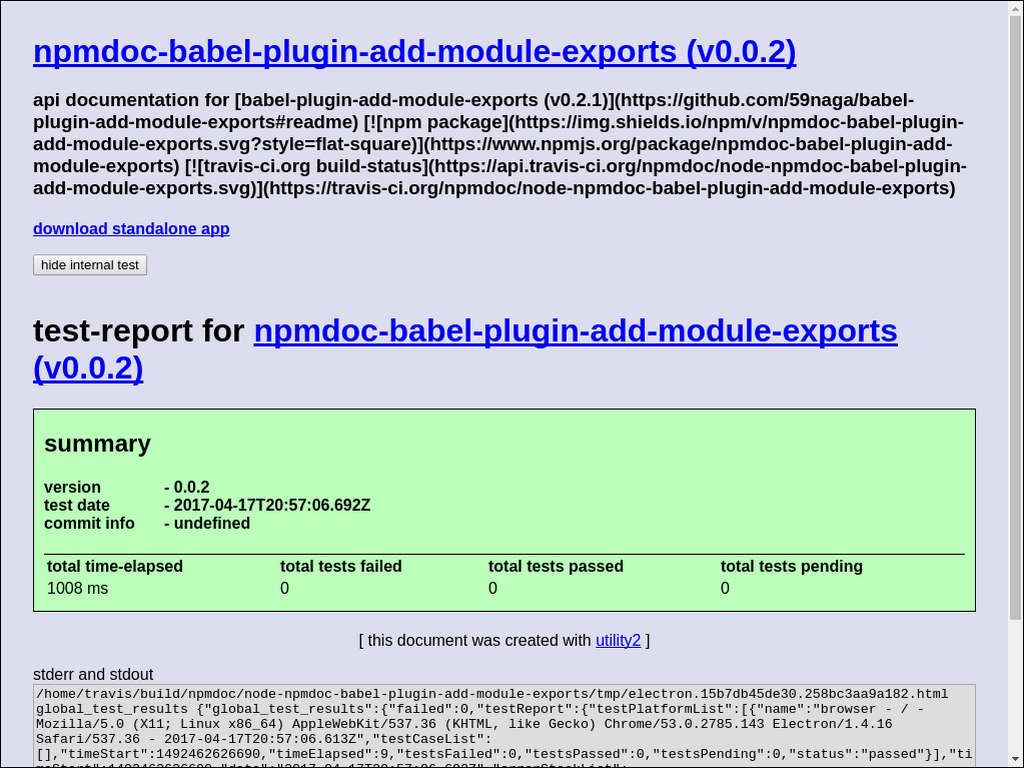 npmdoc-babel-plugin-add-module-exports (v0.0.2)
api documentation for [babel-plugin-add-module-exports (v0.2.1)](https://github.com/59naga/babel-
plugin-add-module-exports#readme) [![npm package](https://img.shields.io/npm/v/npmdoc-babel-plugin-
add-module-exports.svg?style=flat-square)](https://www.npmjs.org/package/npmdoc-babel-plugin-add-
module-exports) [![travis-ci.org build-status](https://api.travis-ci.org/npmdoc/node-npmdoc-babel-plugin-
add-module-exports.svg)](https://travis-ci.org/npmdoc/node-npmdoc-babel-plugin-add-module-exports)
download standalone app
hide internal test
test-report for npmdoc-babel-plugin-add-module-exports
(v0.0.2)
summary
version - 0.0.2
test date - 2017-04-17T20:57:06.692Z
commit info - undefined
total time-elapsed total tests failed total tests passed total tests pending
1008 ms 0 0 0
[ this document was created with utility2 ]
stderr and stdout
/home/travis/build/npmdoc/node-npmdoc-babel-plugin-add-module-exports/tmp/electron.15b7db45de30.258bc3aa9a182.html
global_test_results {"global_test_results":{"failed":0,"testReport":{"testPlatformList":[{"name":"browser - / -
Mozilla/5.0 (X11; Linux x86_64) AppleWebKit/537.36 (KHTML, like Gecko) Chrome/53.0.2785.143 Electron/1.4.16
Safari/537.36 - 2017-04-17T20:57:06.613Z","testCaseList":
[],"timeStart":1492462626690,"timeElapsed":9,"testsFailed":0,"testsPassed":0,"testsPending":0,"status":"passed"}],"ti